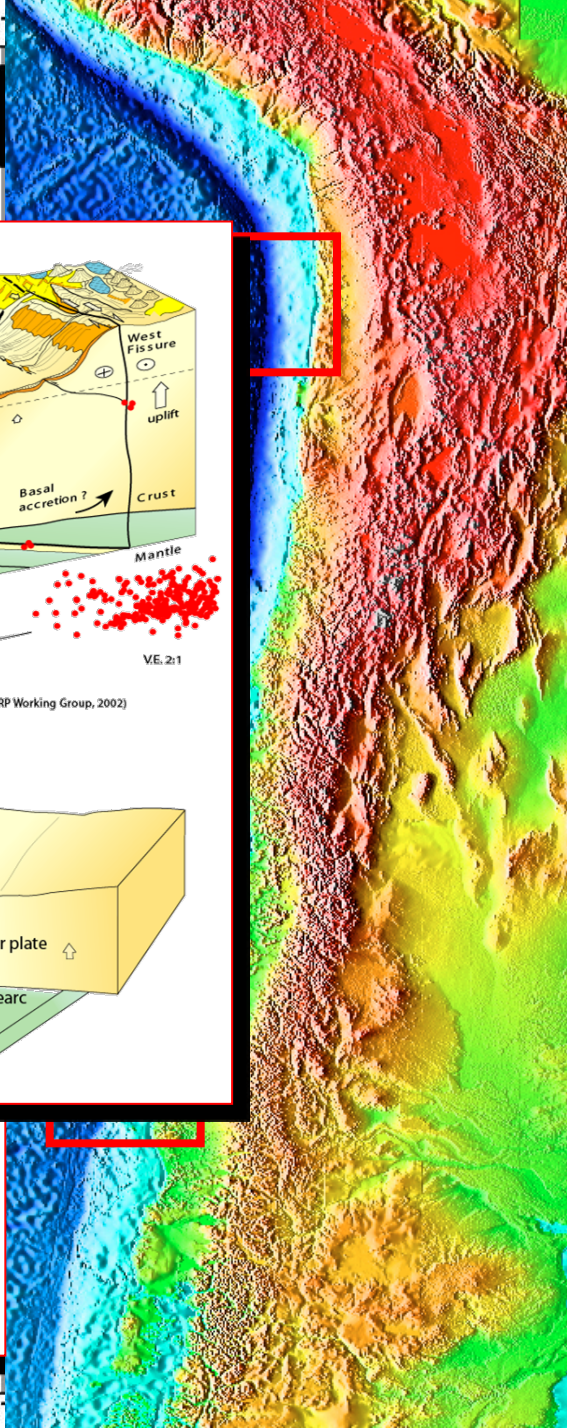 West
Fissure
uplift
Basal
accretion ?
Crust
Mantle
V.E. 2:1
RP Working Group, 2002)
r plate
earc